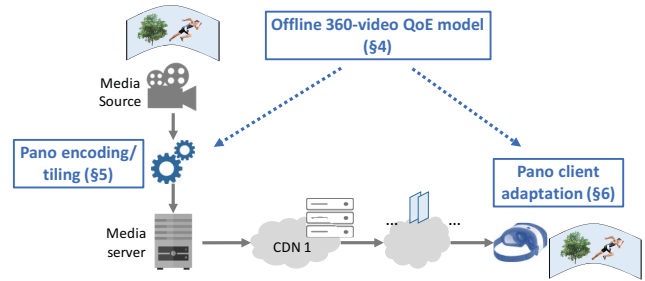 Offline 360-video QoE model
(§4)
Media
Source
Pano encoding/
tiling (§5)
Pano client
adaptation (§6)
Media
server
CDN 1
...
...